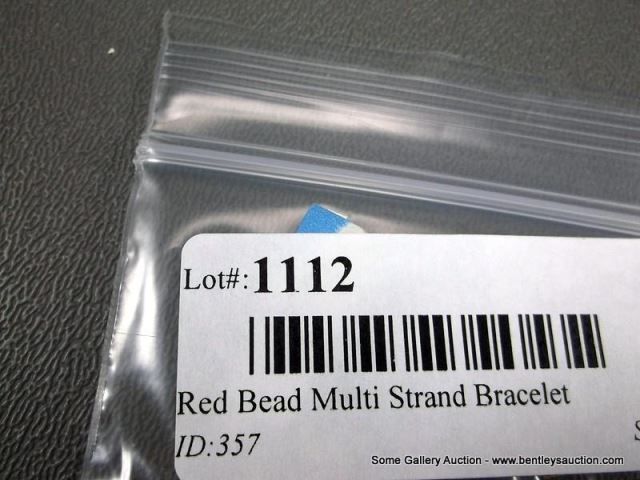 Lot#: 1112
Red Bead Multi Strand Bracelet
ID:357
S
Some Gallery Auction - www.bentleysauction.com